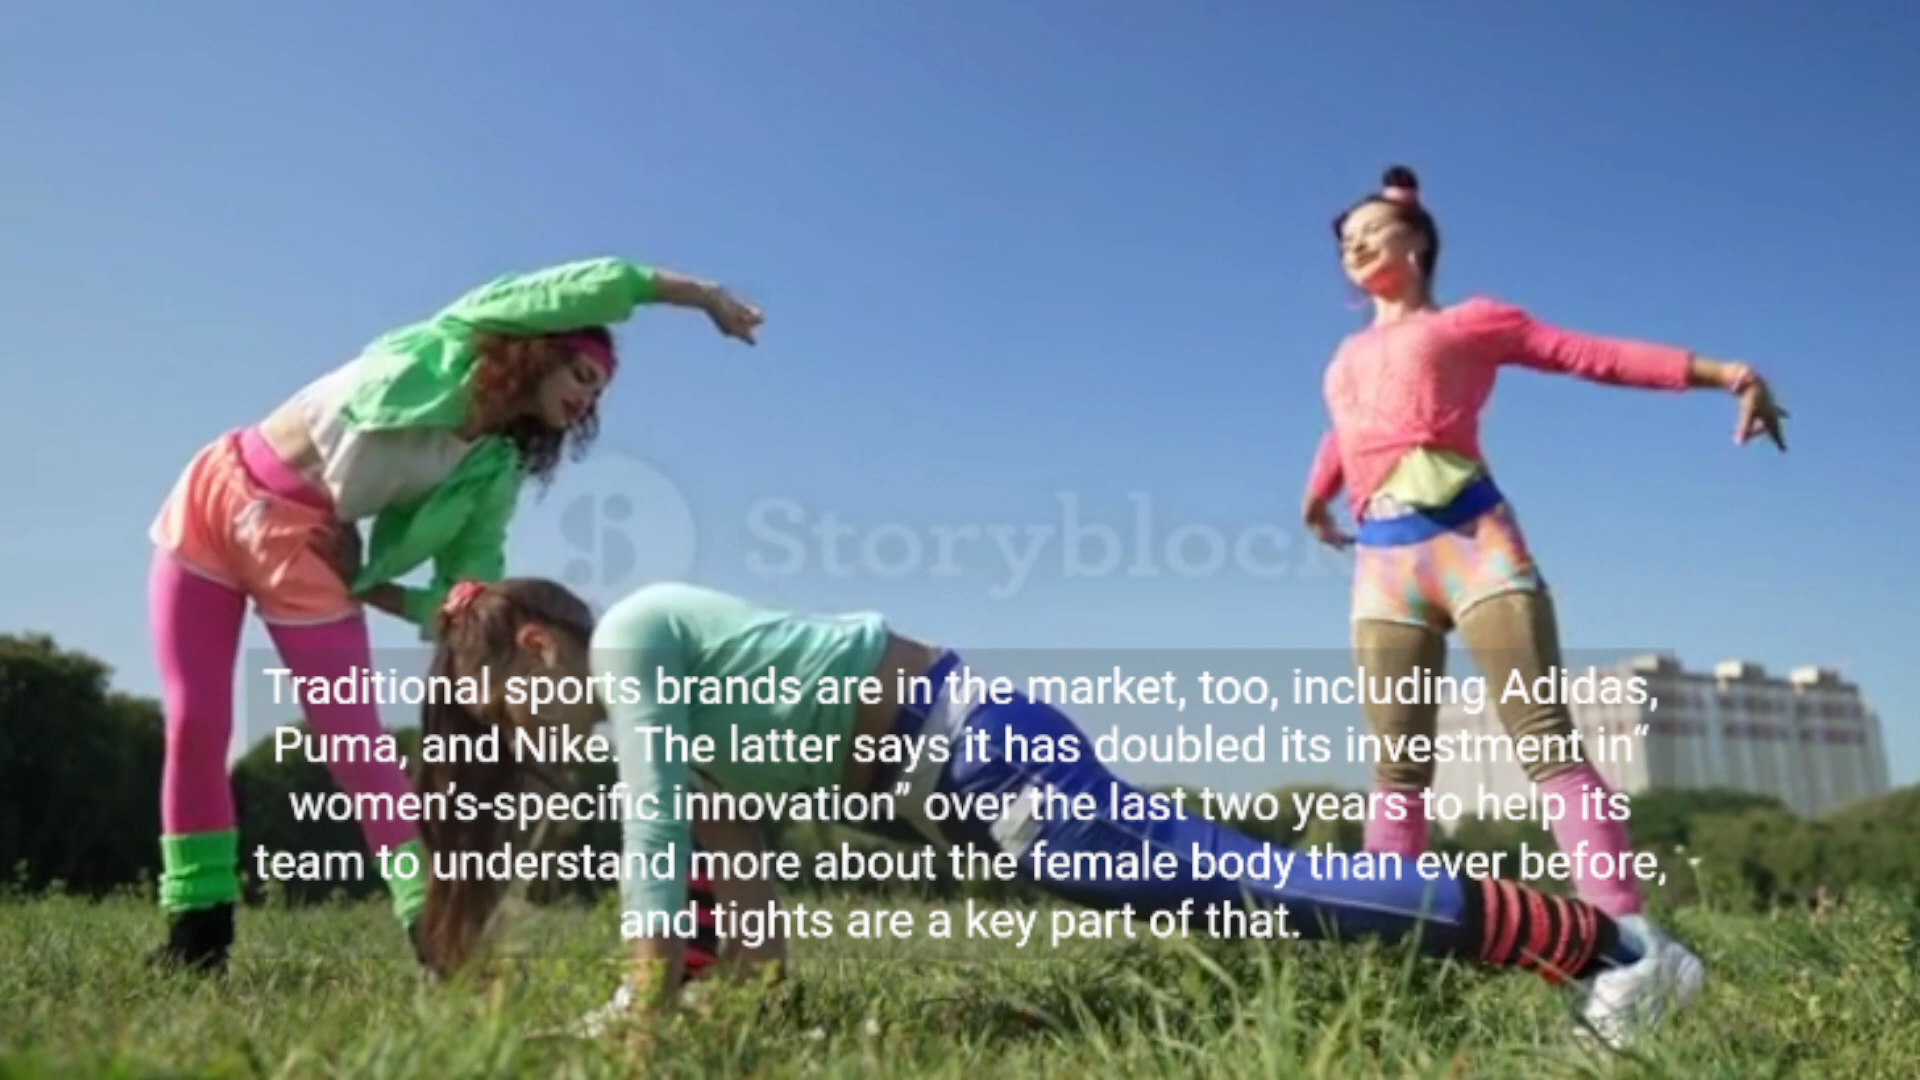 Storybloc
Traditional sports brands are in the market, too, including Adidas,
Puma, and Nike. The latter says it has doubled its investment in“
women’s-specific innovation” over the last two years to help its
team to understand more about the female body than ever before,
and tights are a key part of that.